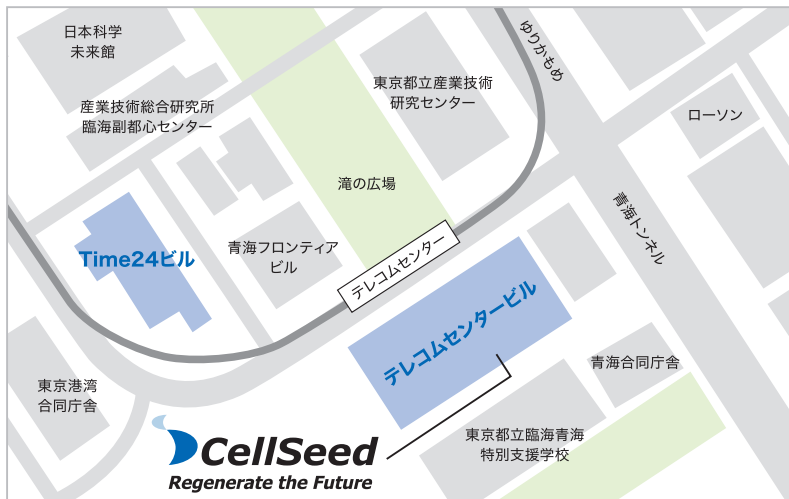 日本科学
未来館
産業技術総合研究所
臨海副都心センター
東京都立産業技術
研究センター
ゆりかもめ
ローソン
滝の広場
青海トンネル
Time24ビル
青海フロンティア
ビル
テレコムセンター
テレコムセンタービル
青海合同庁舎
東京港湾
合同庁舎
東京都立臨海青海
特別支援学校
CellSeed
Regenerate the Future